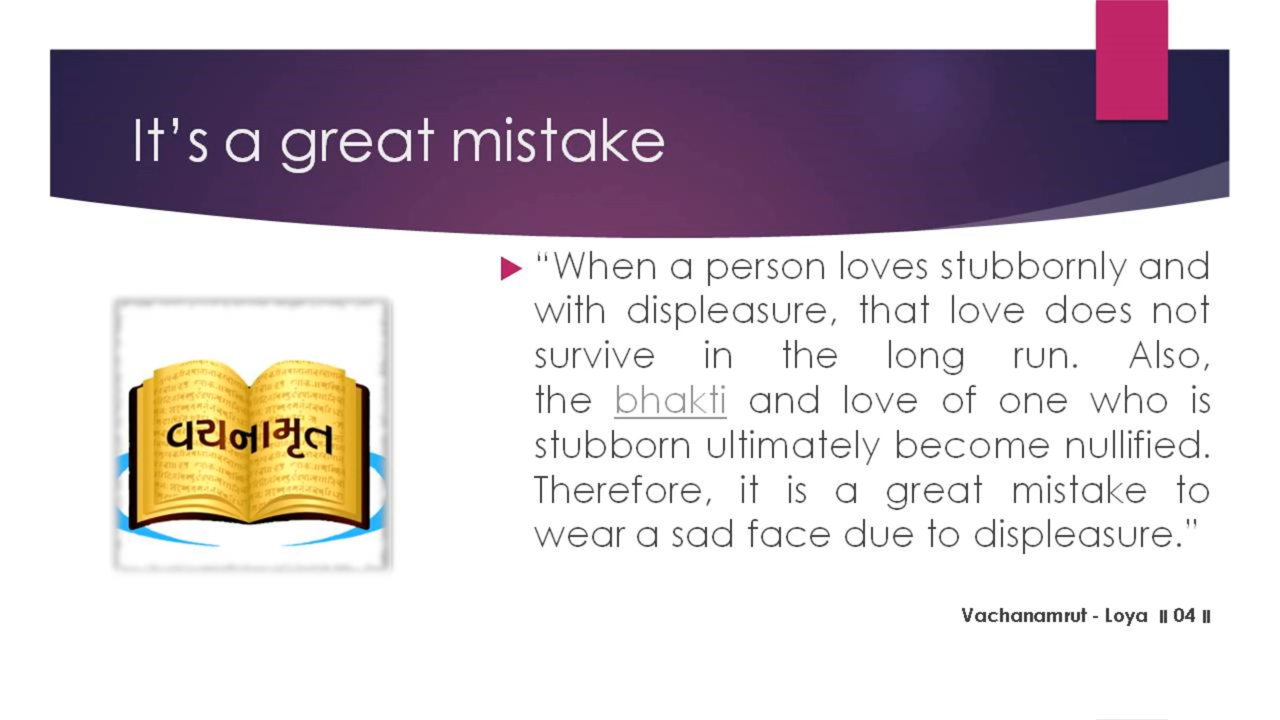 It’s a great mistake
વચનામૃત
“When a person loves stubbornly and
with displeasure, that love does not
survive in the long run. Also,
the bhakti and love of one who is
stubborn ultimately become nullified.
Therefore, it is a great mistake to
wear a sad face due to displeasure.”
Vachanamrut - Loya ॥ 04 ॥